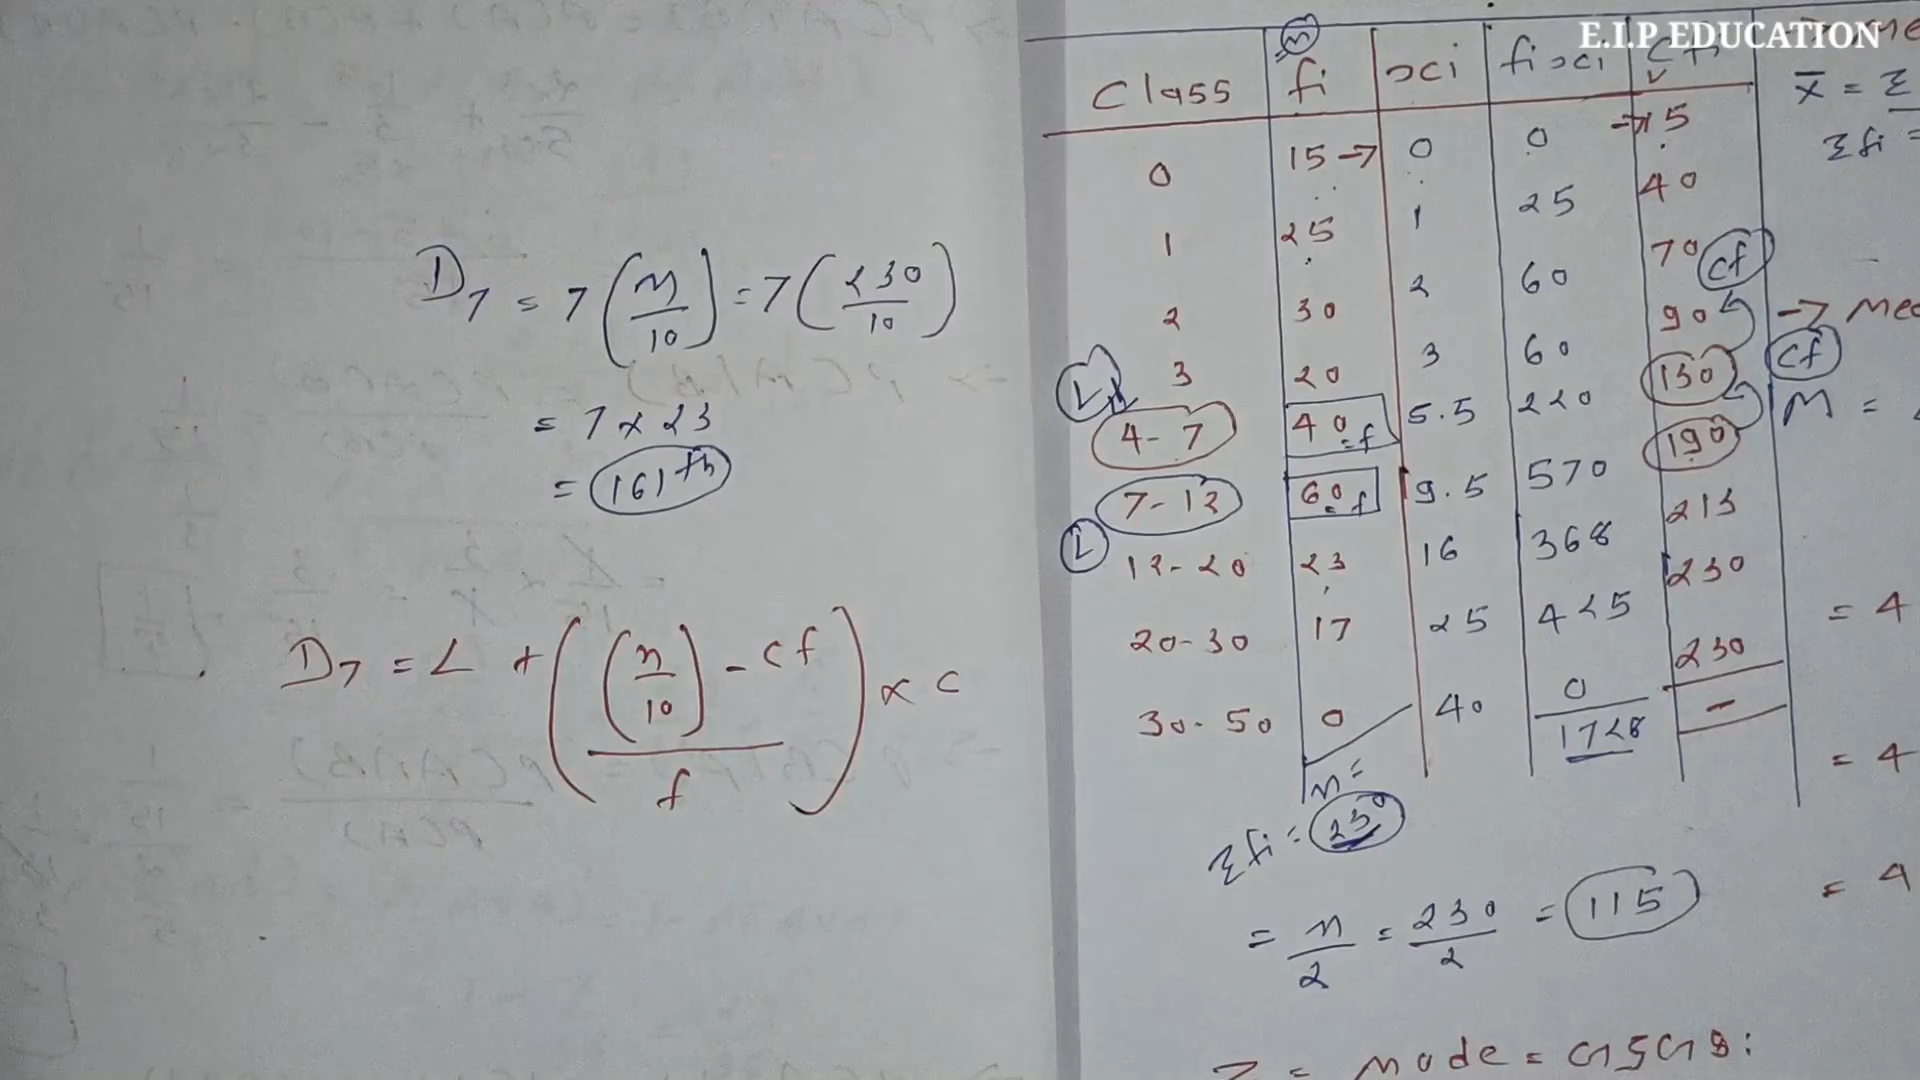 E.I.P EDUCATION
D7 = 7(n/10) = 7(230/10)
= 7 x 23
= 161th
D7 = L + (((n/10) - cf)/f) x c
n
Class fi xi fixi cfi
0 15→ 0 0 →15
1 25 1 25 40
2 30 2 60 70 cf
L 3 20 3 60 90 cf
4-7 40=f 5.5 220 130
7-12 60=f 9.5 570 190
L 12-20 23 16 368 213
20-30 17 25 425 230
30-50 0 40 0 230
1728 -
n=
Σfi = 230
= n/2 = 230/2 = 115
x̄ = Σ
Σfi =
M =
= 4
= 4
= 4
= mode =